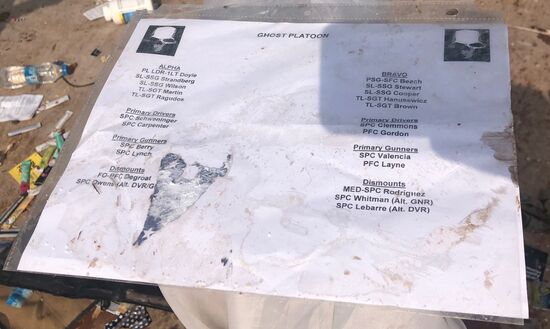 GHOST PLATOON
ALPHA
PL LDR-1LT Doyle
SL-SSG Strandberg
SL-SSG Wilson
TL-SGT Martin
TL-SGT Ragudos
Primary Drivers
SPC Schweninger
SPC Carpenter
Primary Gunners
SPC Berry
SPC Lynch
Dismounts
FO-PFC Degroat
SPC Owens (Alt. DVR/G
BRAVO
PSG-SFC Beach
SL-SSG Stewart
SL-SSG Cooper
TL-SGT Hanusewicz
TL-SGT Brown
Primary Drivers
SPC Clemmons
PFC Gordon
Primary Gunners
SPC Valencia
PFC Layne
Dismounts
MED-SPC Rodriguez
SPC Whitman (Alt. GNR)
SPC Lebarre (Alt. DVR)